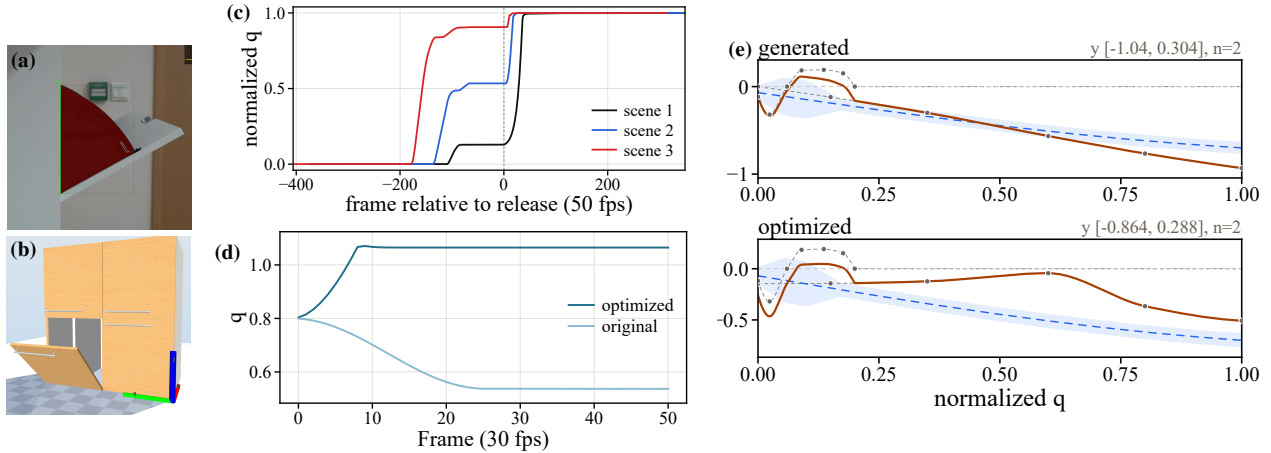 (a)
(b)
(c)
normalized q
1.0
0.5
0.0
scene 1
scene 2
scene 3
−400
−200
0
200
frame relative to release (50 fps)
(d)
q
1.0
0.8
0.6
optimized
original
0
10
20
30
40
50
Frame (30 fps)
(e)
generated
y [-1.04, 0.304], n=2
0
−1
0.00
0.25
0.50
0.75
1.00
optimized
y [-0.864, 0.288], n=2
0.0
−0.5
0.00
0.25
0.50
0.75
1.00
normalized q